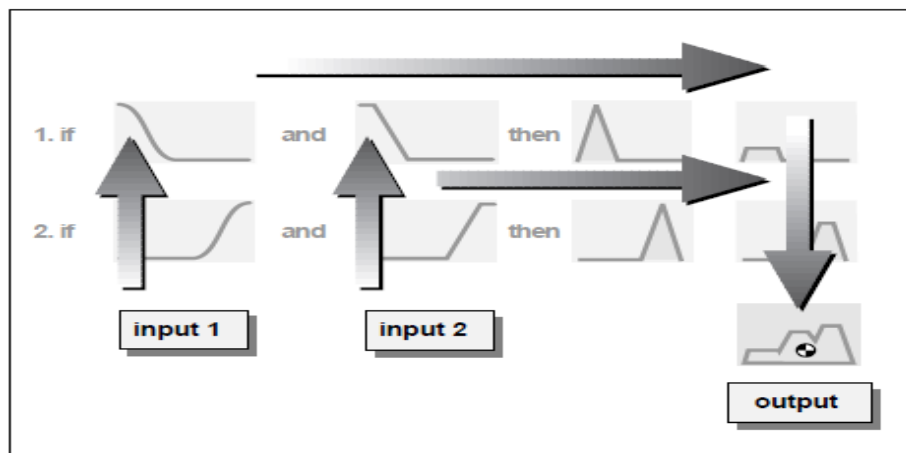 1. if and then
2. if and then
input 1 input 2
output